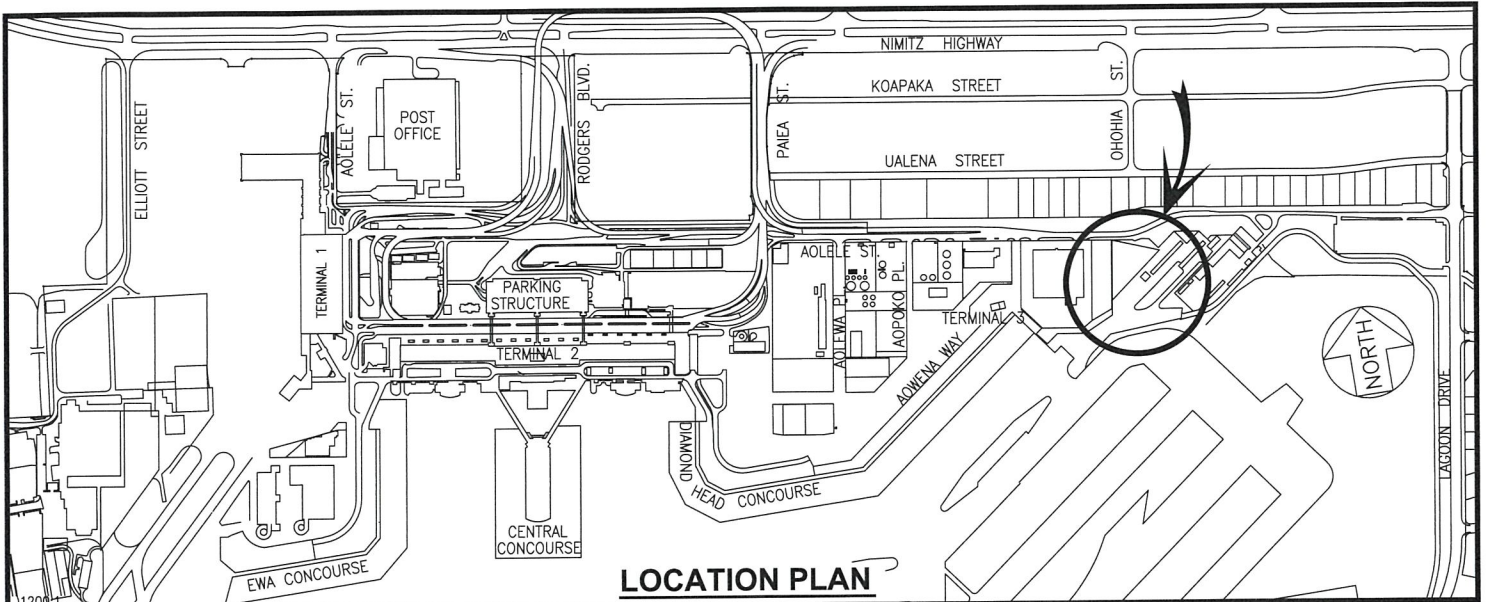 NIMITZ HIGHWAY
KOAPAKA STREET
UALENA STREET
ELLIOTT STREET
AOLELE ST.
POST
OFFICE
RODGERS BLVD.
PAIEA ST.
OHOHIA ST.
TERMINAL 1
PARKING
STRUCTURE
TERMINAL 2
AOLELE ST.
AOLEWA PL.
AOPOKO PL.
TERMINAL 3
AOWENA WAY
NORTH
LAGOON DRIVE
DIAMOND
HEAD CONCOURSE
CENTRAL
CONCOURSE
EWA CONCOURSE
LOCATION PLAN